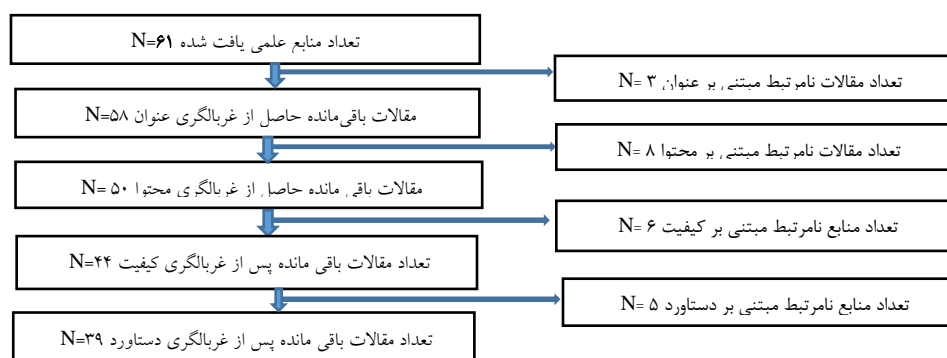 تعداد منابع علمی یافت شده N=۶۱
تعداد مقالات نامرتبط مبتنی بر عنوان N= ۳
مقالات باقی‌مانده حاصل از غربالگری عنوان N=۵۸
تعداد مقالات نامرتبط مبتنی بر محتوا N= ۸
مقالات باقی مانده حاصل از غربالگری محتوا N= ۵۰
تعداد منابع نامرتبط مبتنی بر کیفیت N= ۶
تعداد مقالات باقی مانده پس از غربالگری کیفیت N=۴۴
تعداد منابع نامرتبط مبتنی بر دستاورد N= ۵
تعداد مقالات باقی مانده پس از غربالگری دستاورد N=۳۹